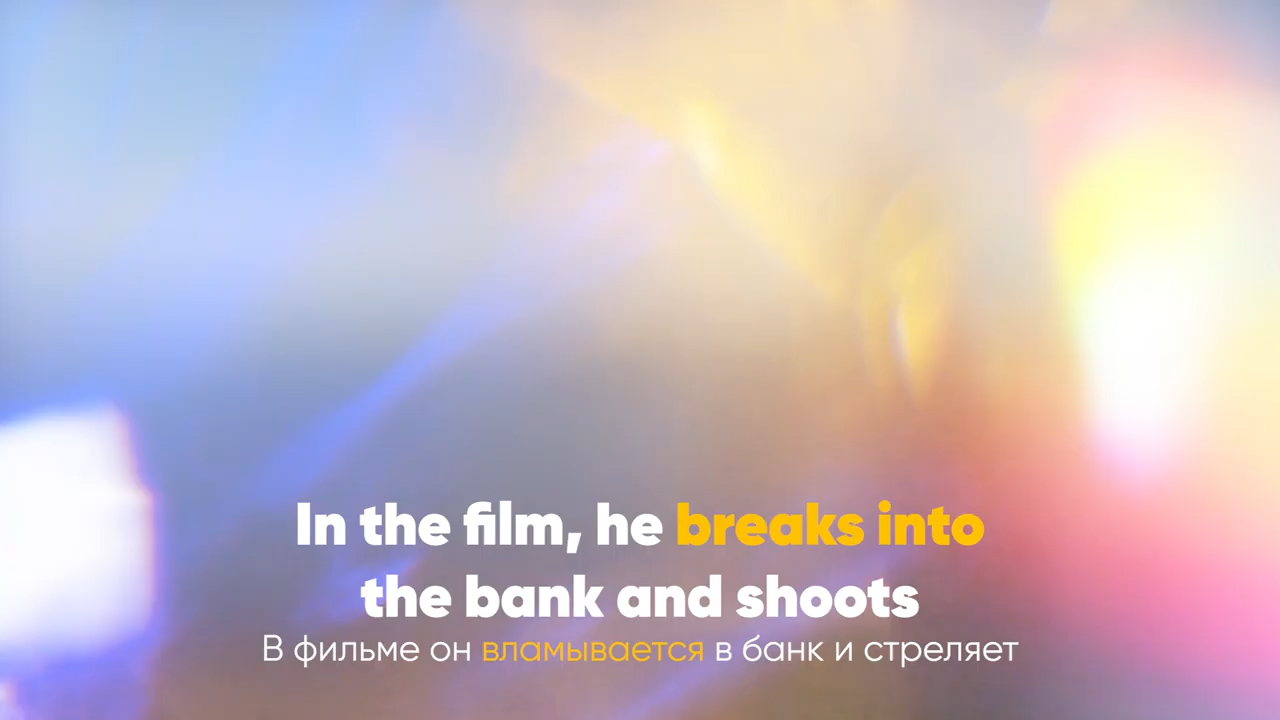 In the film, he breaks into
the bank and shoots
В фильме он вламывается в банк и стреляет